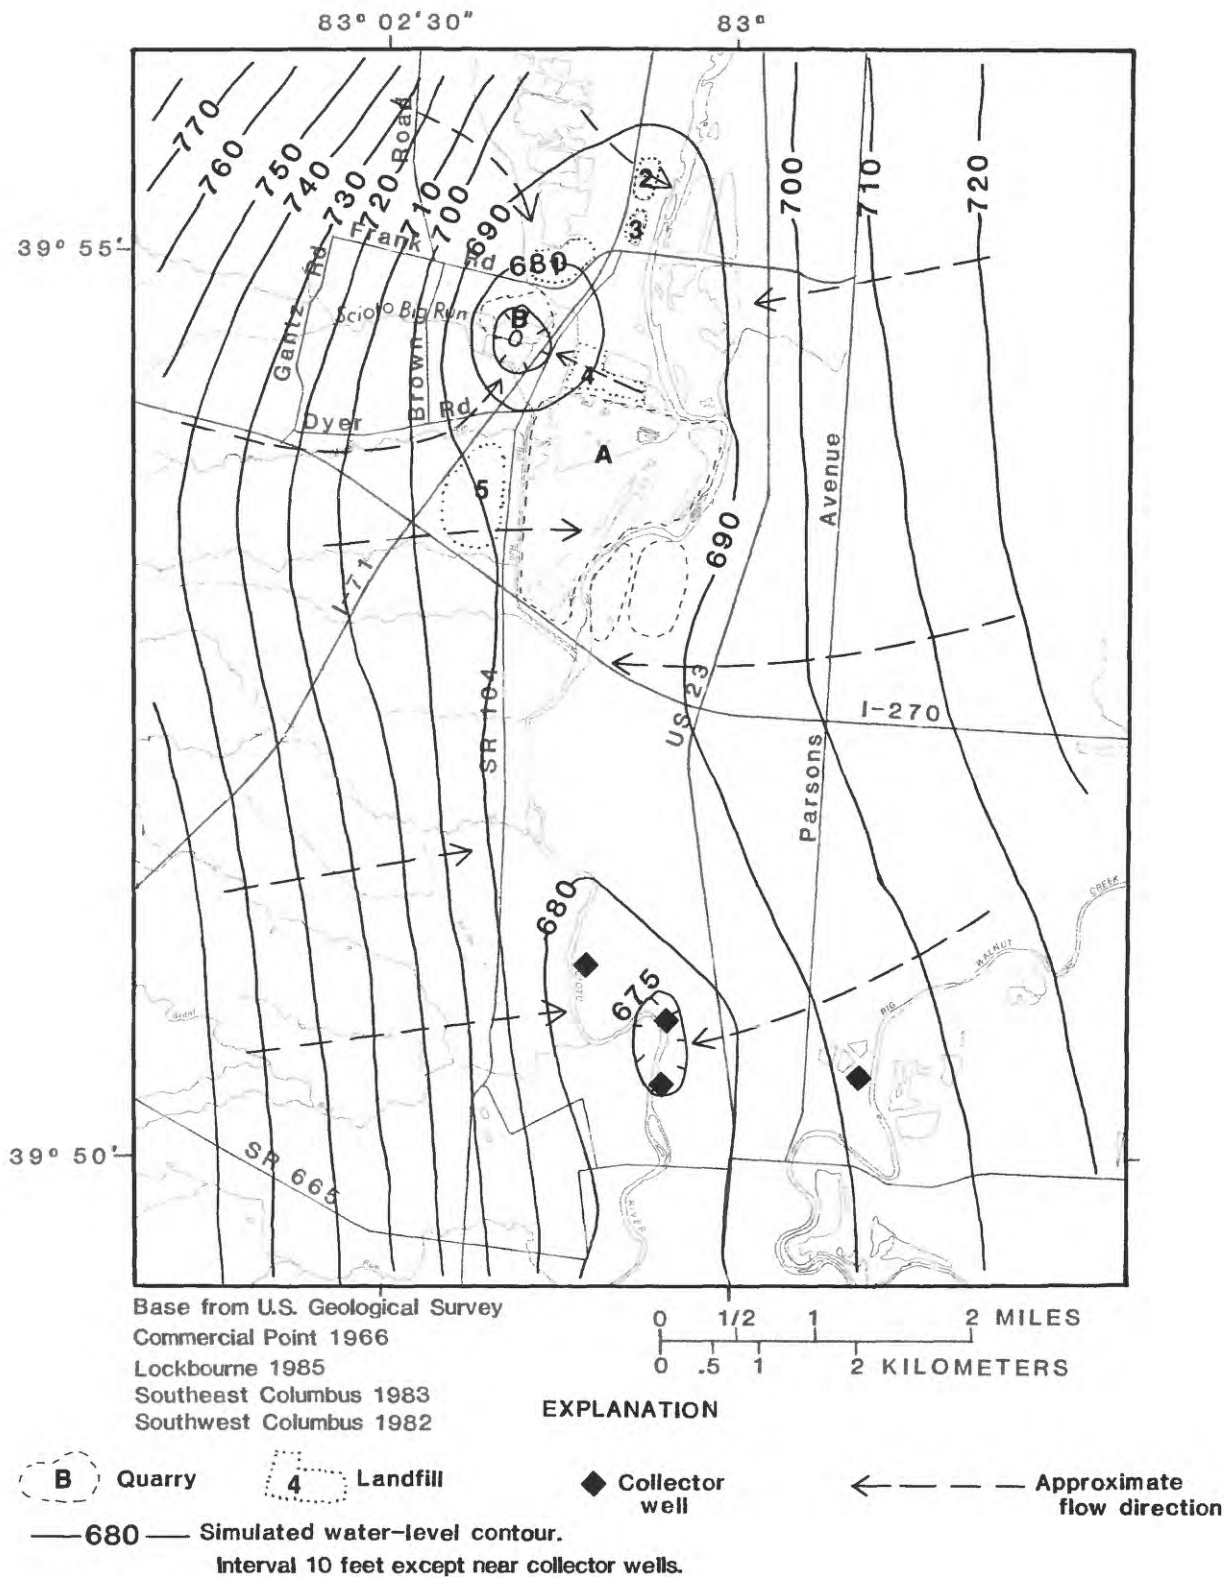 83° 02'30"
83°
770
760
750
740
730
720
710
700
690
Road
700
710
720
2
3
39° 55'
Frank
Rd
680
1
Gantz Rd
Scioto Big Run
B
4
Brown
Dyer Rd
A
5
Avenue
690
I-71
SR 104
US 23
I-270
Parsons
680
CREEK
WALNUT
BIG
675
39° 50'
SR 665
RIVER
Run
Base from U.S. Geological Survey
Commercial Point 1966
Lockbourne 1985
Southeast Columbus 1983
Southwest Columbus 1982
0 1/2 1 2 MILES
0 .5 1 2 KILOMETERS
EXPLANATION
B Quarry
4 Landfill
Collector
well
Approximate
flow direction
680 Simulated water-level contour.
Interval 10 feet except near collector wells.